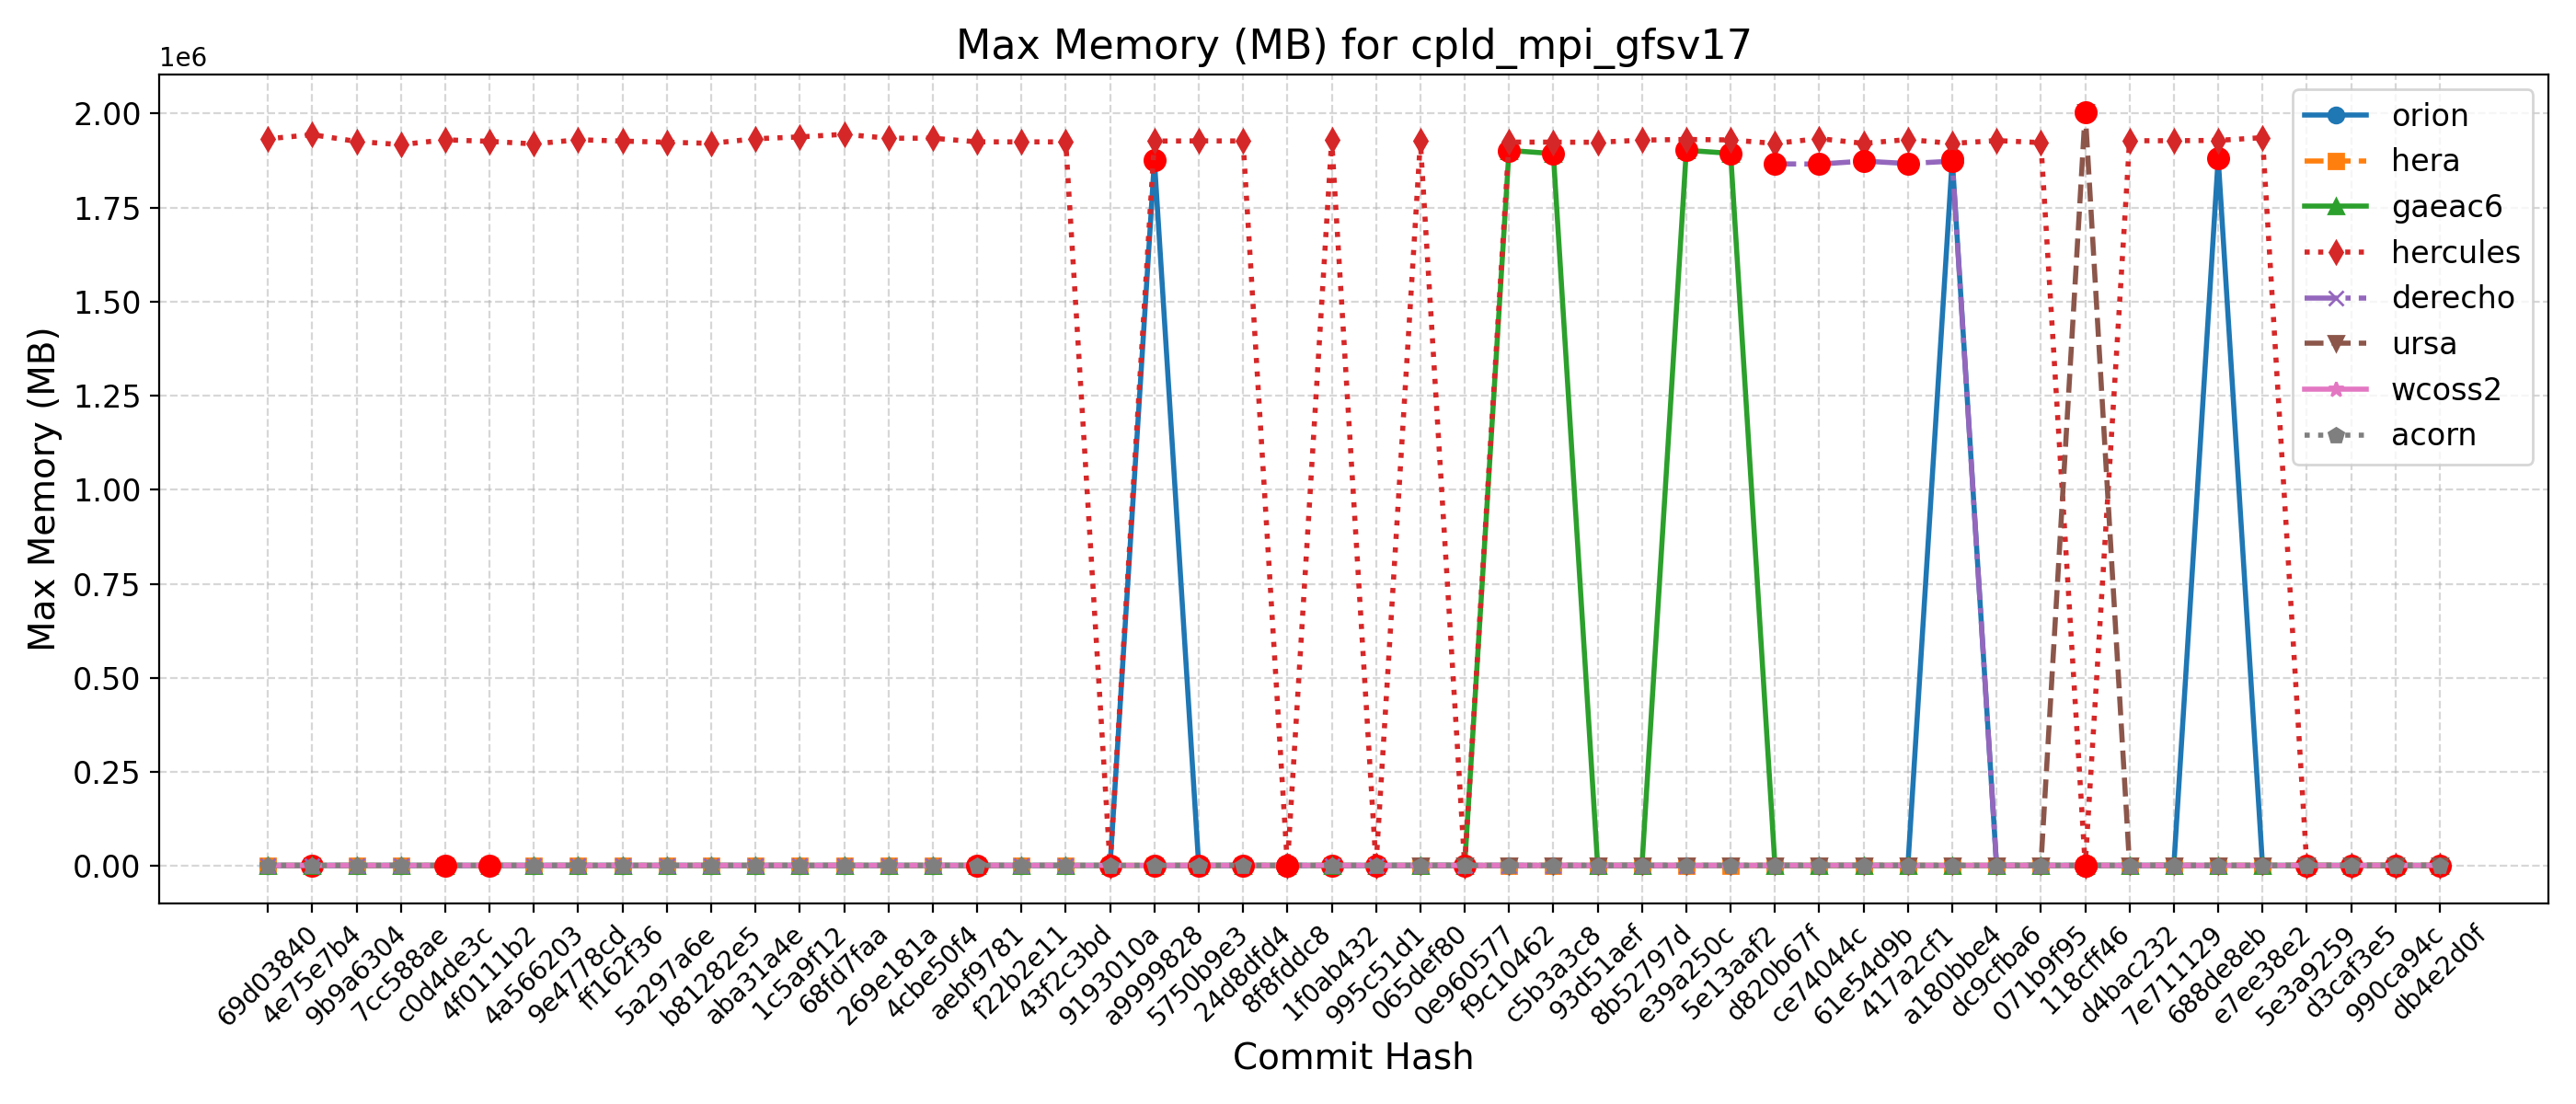 Max Memory (MB) for cpld_mpi_gfsv17
1e6
2.00
1.75
1.50
1.25
1.00
0.75
0.50
0.25
0.00
Max Memory (MB)
orion
hera
gaeac6
hercules
derecho
ursa
wcoss2
acorn
69d03840
4e75e7b4
9b9a6304
7cc588ae
c0d4de3c
4f0111b2
4a566203
9e4778cd
ff162f36
5a297a6e
b81282e5
aba31a4e
1c5a9f12
68fd7faa
269e181a
4cbe50f4
aebf9781
f22b2e11
43f2c3bd
9193010a
a9999828
5750b9e3
24d8dfd4
8f8fddc8
1f0ab432
995c51d1
065def80
0e960577
f9c10462
c5b3a3c8
93d51aef
8b52797d
e39a250c
5e13aaf2
d820b67f
ce74044c
61e54d9b
417a2cf1
a180bbe4
dc9cfba6
071b9f95
118cff46
d4bac232
7e711129
688de8eb
e7ee38e2
5e3a9259
d3caf3e5
990ca94c
db4e2d0f
Commit Hash